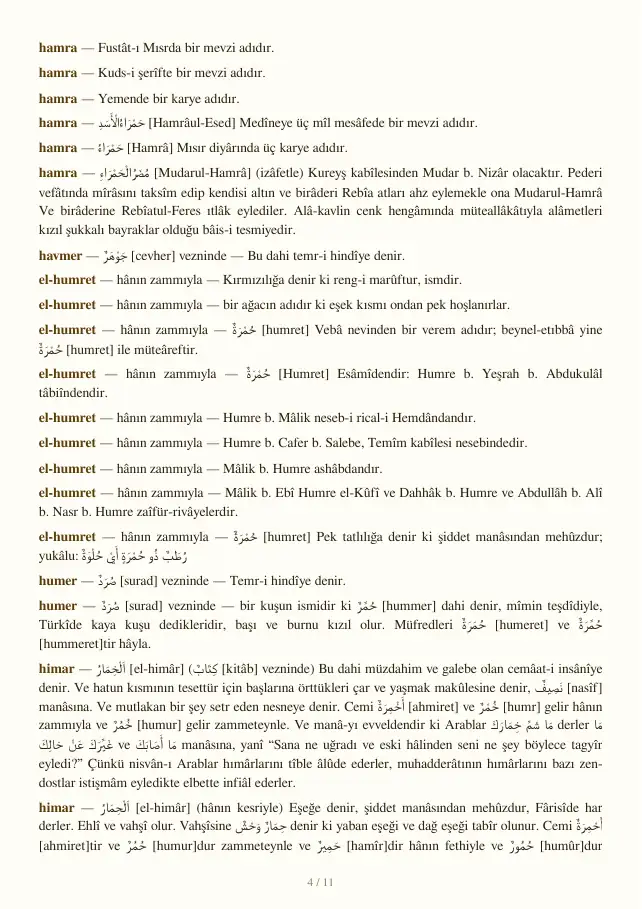 hamra — Fustât-ı Mısrda bir mevzi adıdır.
hamra — Kuds-i şerîfte bir mevzi adıdır.
hamra — Yemende bir karye adıdır.
hamra — حَمْرَاءُالْأَسَدِ [Hamrâul-Esed] Medîneye üç mîl mesâfede bir mevzi adıdır.
hamra — حَمْرَاءُ [Hamrâ] Mısır diyârında üç karye adıdır.
hamra — مُضَرُالْحَمْرَاءِ [Mudarul-Hamrâ] (izâfetle) Kureyş kabîlesinden Mudar b. Nizâr olacaktır. Pederi
vefâtında mîrâsını taksîm edip kendisi altın ve birâderi Rebîa atları ahz eylemekle ona Mudarul-Hamrâ
Ve birâderine Rebîatul-Feres ıtlâk eylediler. Alâ-kavlin cenk hengâmında müteallâkâtıyla alâmetleri
kızıl şukkalı bayraklar olduğu bâis-i tesmiyedir.
havmer — جَوْهَرٌ [cevher] vezninde — Bu dahi temr-i hindîye denir.
el-humret — hânın zammıyla — Kırmızılığa denir ki reng-i marûftur, ismdir.
el-humret — hânın zammıyla — bir ağacın adıdır ki eşek kısmı ondan pek hoşlanırlar.
el-humret — hânın zammıyla — حُمْرَةٌ [humret] Vebâ nevinden bir verem adıdır; beynel-etıbbâ yine
حُمْرَةٌ [humret] ile müteâreftir.
el-humret — hânın zammıyla — حُمْرَةٌ [Humret] Esâmîdendir: Humre b. Yeşrah b. Abdukulâl
tâbiîndendir.
el-humret — hânın zammıyla — Humre b. Mâlik neseb-i rical-i Hemdândandır.
el-humret — hânın zammıyla — Humre b. Cafer b. Salebe, Temîm kabîlesi nesebindedir.
el-humret — hânın zammıyla — Mâlik b. Humre ashâbdandır.
el-humret — hânın zammıyla — Mâlik b. Ebî Humre el-Kûfî ve Dahhâk b. Humre ve Abdullâh b. Alî
b. Nasr b. Humre zaîfür-rivâyelerdir.
el-humret — hânın zammıyla — حُمْرَةٌ [humret] Pek tatlılığa denir ki şiddet manâsından mehûzdur;
yukâlu: رُطَبٌ ذُو حُمْرَةٍ أَيْ حُلْوَةٌ
humer — صُرَدٌ [surad] vezninde — Temr-i hindîye denir.
humer — صُرَدٌ [surad] vezninde — bir kuşun ismidir ki حُمَّرٌ [hummer] dahi denir, mîmin teşdîdiyle,
Türkîde kaya kuşu dedikleridir, başı ve burnu kızıl olur. Müfredleri حُمَرَةٌ [humeret] ve حُمَّرَةٌ
[hummeret]tir hâyla.
himar — اَلْخِمَارُ [el-himâr] (كِتَابٌ [kitâb] vezninde) Bu dahi müzdahim ve galebe olan cemâat-i insânîye
denir. Ve hatun kısmının tesettür için başlarına örttükleri çar ve yaşmak makûlesine denir, نَصِيفٌ [nasîf]
manâsına. Ve mutlakan bir şey setr eden nesneye denir. Cemi أَخْمِرَةٌ [ahmiret] ve خُمْرٌ [humr] gelir hânın
zammıyla ve خُمُرٌ [humur] gelir zammeteynle. Ve manâ-yı evveldendir ki Arablar مَا شَمَّ خِمَارَكَ derler مَا
غَيَّرَكَ عَنْ حَالِكَ ve مَا أَصَابَكَ manâsına, yanî “Sana ne uğradı ve eski hâlinden seni ne şey böylece tagyîr
eyledi?” Çünkü nisvân-ı Arablar hımârlarını tîble âlûde ederler, muhadderâtının hımârlarını bazı zen-
dostlar istişmâm eyledikte elbette infiâl ederler.
himar — اَلْحِمَارُ [el-himâr] (hânın kesriyle) Eşeğe denir, şiddet manâsından mehûzdur, Fârisîde har
derler. Ehlî ve vahşî olur. Vahşîsine حِمَارُ وَحْشٍ denir ki yaban eşeği ve dağ eşeği tabîr olunur. Cemi أَحْمِرَةٌ
[ahmiret]tir ve حُمُرٌ [humur]dur zammeteynle ve حَمِيرٌ [hamîr]dir hânın fethiyle ve حُمُورٌ [humûr]dur
4 / 11